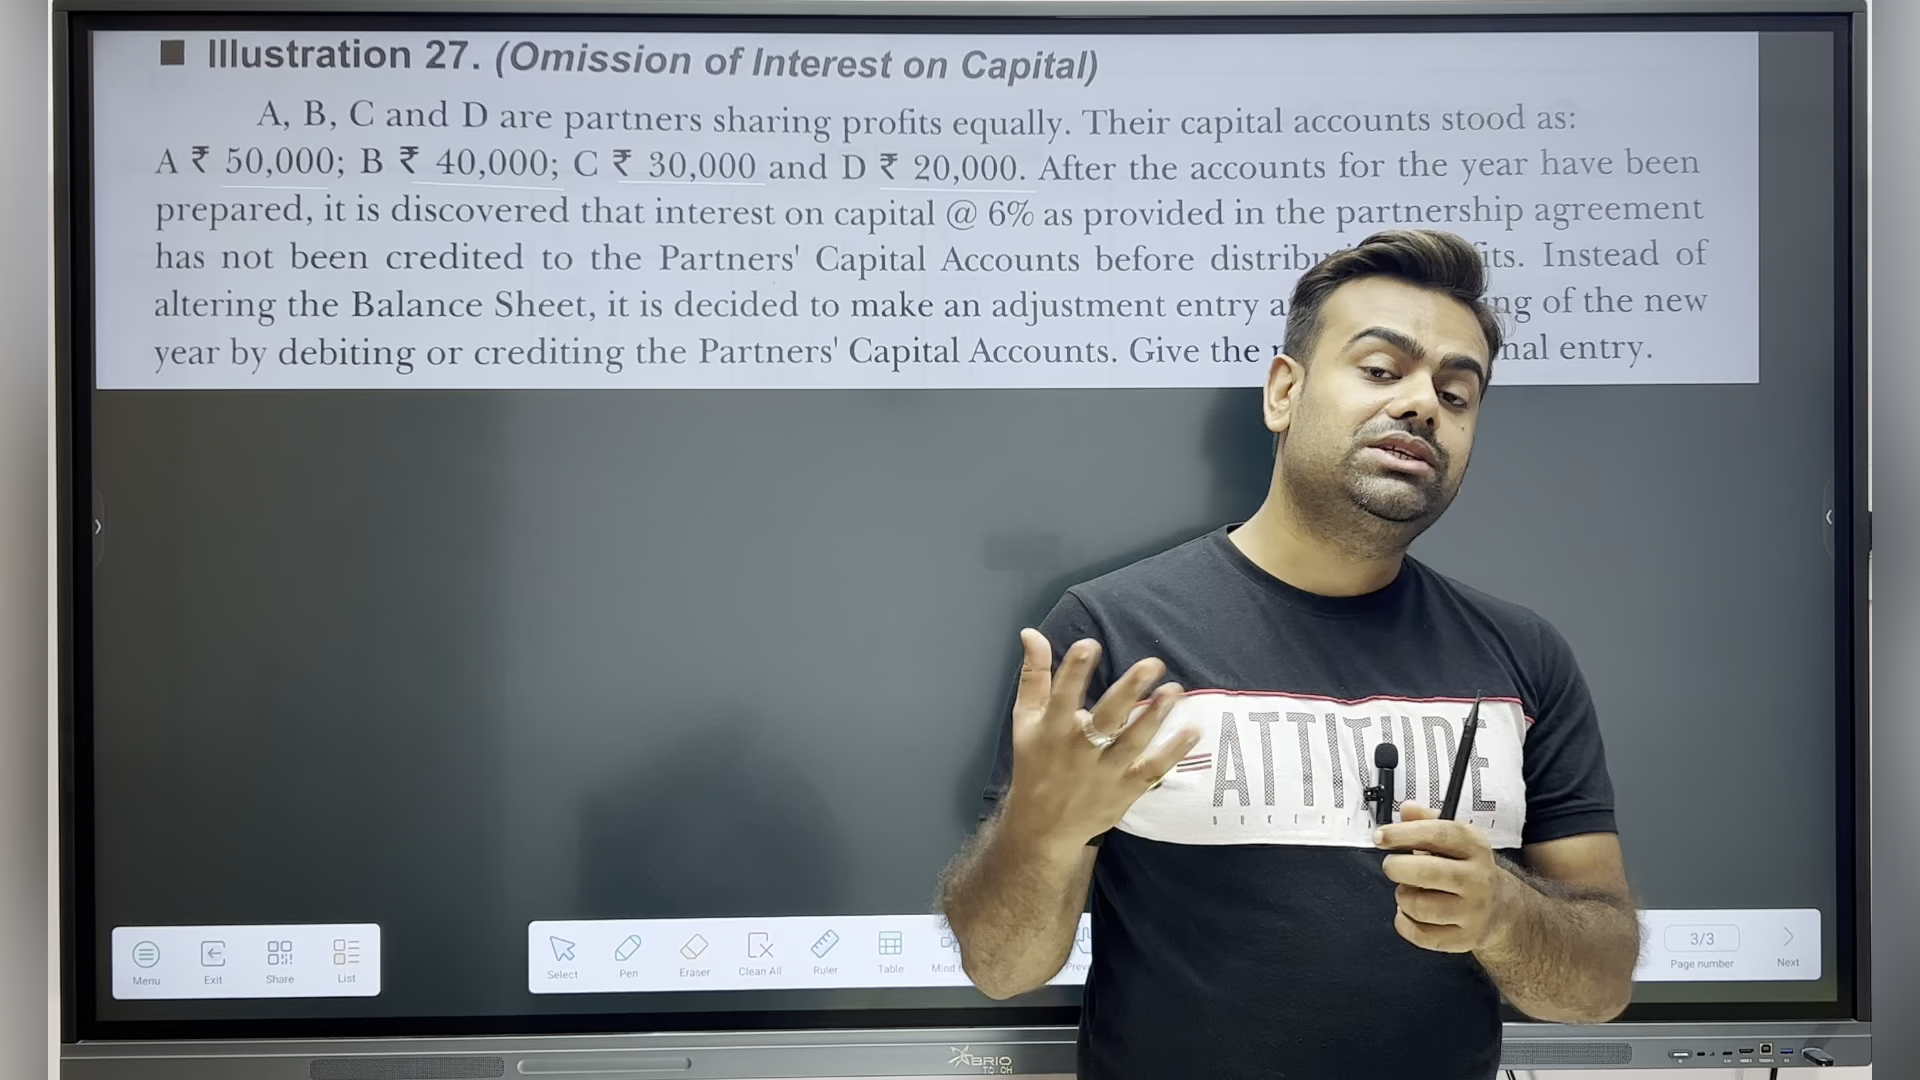 ■ Illustration 27. (Omission of Interest on Capital)
A, B, C and D are partners sharing profits equally. Their capital accounts stood as:
A ₹ 50,000; B ₹ 40,000; C ₹ 30,000 and D ₹ 20,000. After the accounts for the year have been
prepared, it is discovered that interest on capital @ 6% as provided in the partnership agreement
has not been credited to the Partners' Capital Accounts before its. Instead of
altering the Balance Sheet, it is decided to make an adjustment entry ng of the new
year by debiting or crediting the Partners' Capital Accounts. Give the nal entry.
ATTITUDE
Menu Exit Share List
Select Pen Eraser Clean All Ruler Table Mind
3/3
Page number Next
BRIO